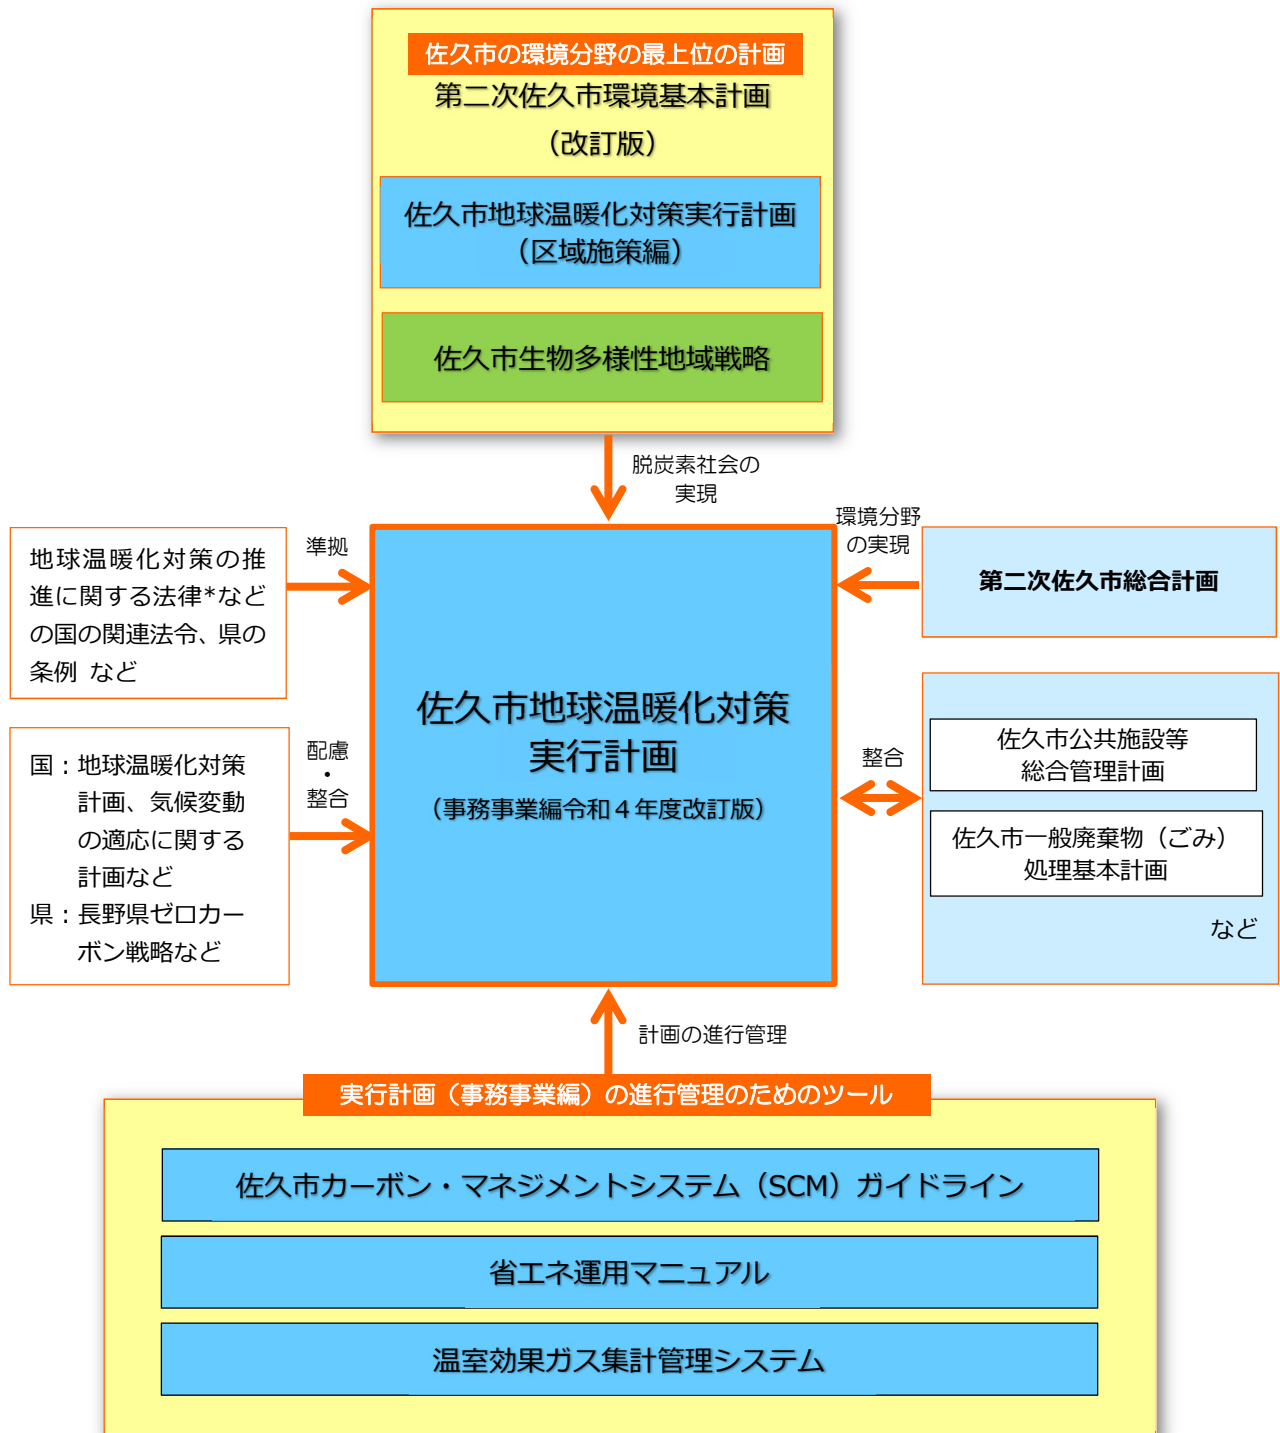 佐久市の環境分野の最上位の計画
第二次佐久市環境基本計画
（改訂版）
佐久市地球温暖化対策実行計画
（区域施策編）
佐久市生物多様性地域戦略
脱炭素社会の
実現
準拠
環境分野
の実現
地球温暖化対策の推
進に関する法律*など
の国の関連法令、県の
条例 など
第二次佐久市総合計画
佐久市地球温暖化対策
実行計画
（事務事業編令和４年度改訂版）
国：地球温暖化対策
計画、気候変動
の適応に関する
計画など
県：長野県ゼロカー
ボン戦略など
配慮
・
整合
整合
佐久市公共施設等
総合管理計画
佐久市一般廃棄物（ごみ）
処理基本計画
など
計画の進行管理
実行計画（事務事業編）の進行管理のためのツール
佐久市カーボン・マネジメントシステム（SCM）ガイドライン
省エネ運用マニュアル
温室効果ガス集計管理システム